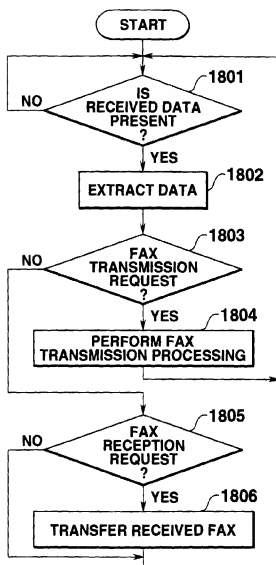 START
1801
IS
RECEIVED DATA
PRESENT
?
NO
YES
1802
EXTRACT DATA
1803
NO
FAX
TRANSMISSION
REQUEST
?
YES
1804
PERFORM FAX
TRANSMISSION PROCESSING
1805
NO
FAX
RECEPTION
REQUEST
?
YES
1806
TRANSFER RECEIVED FAX